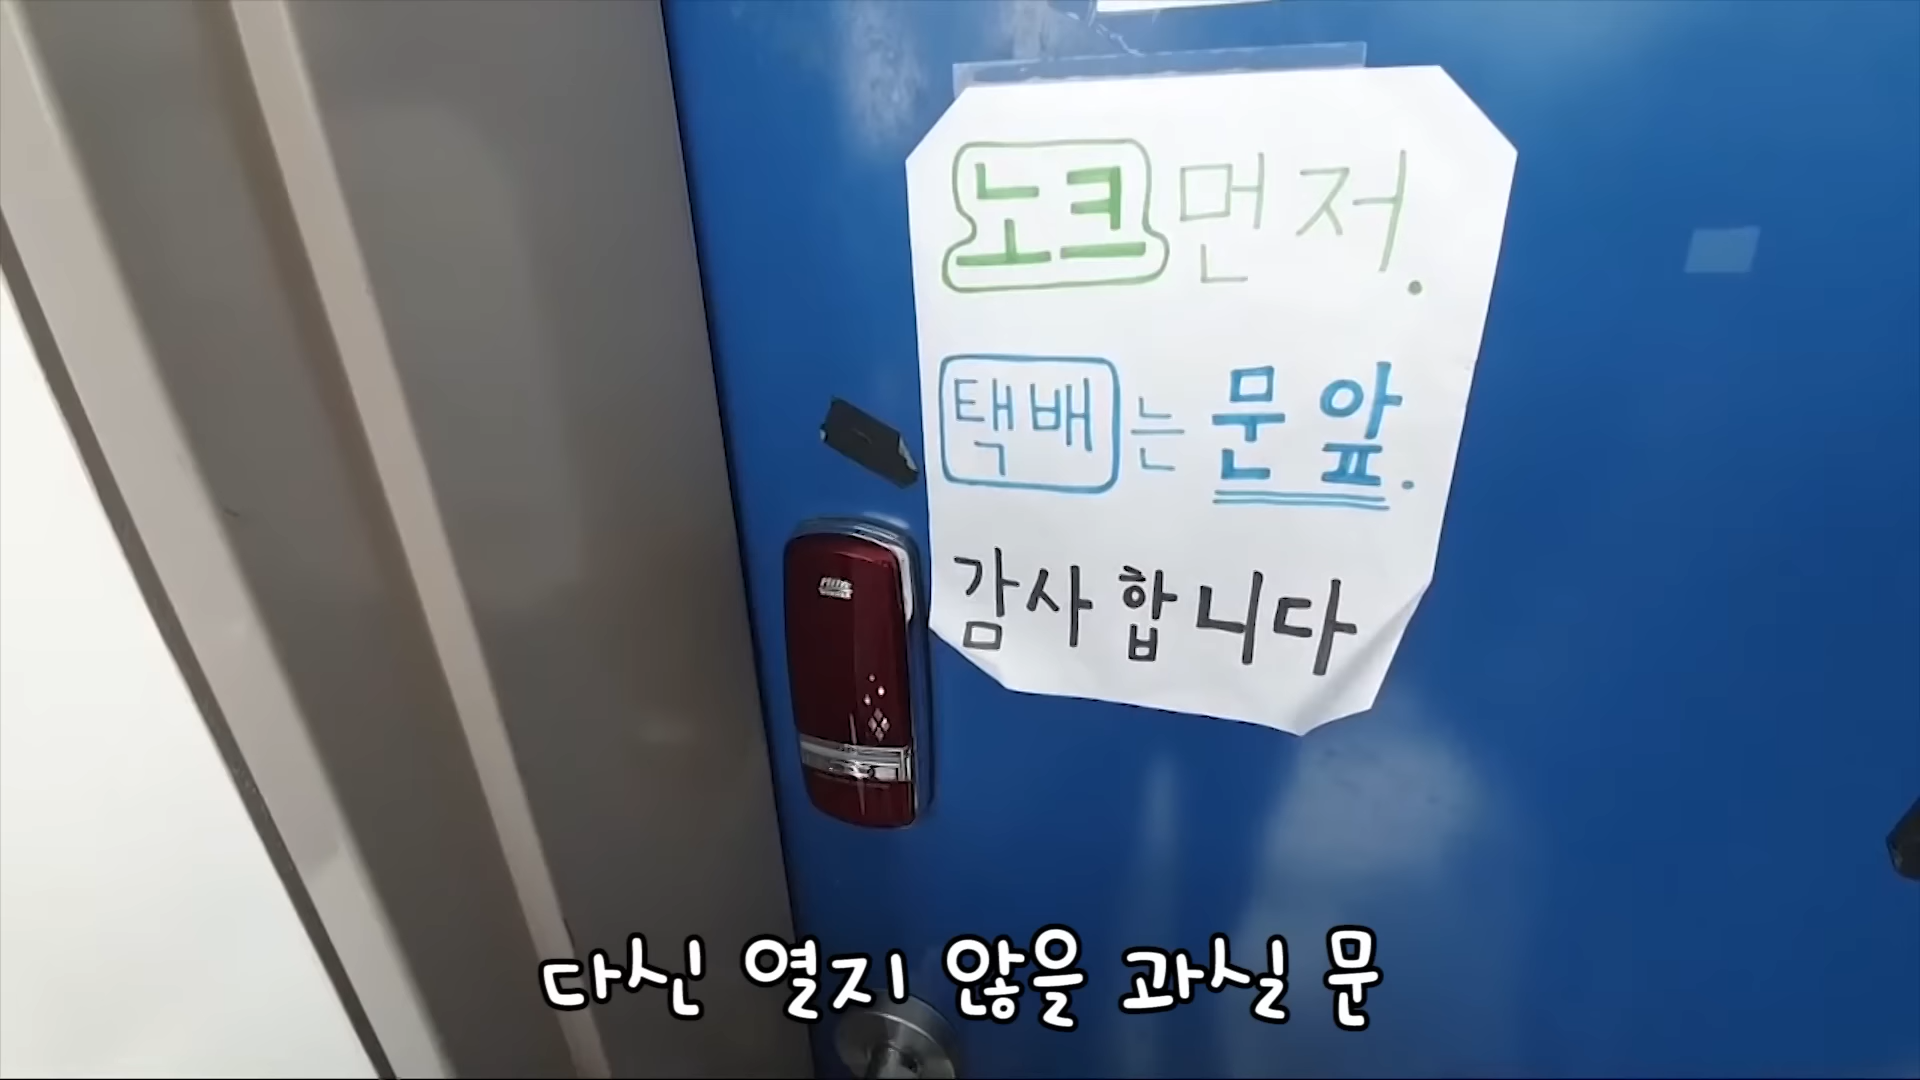 노크 먼저.
택배는 문 앞.
감사합니다
다신 열지 않을 과실 문